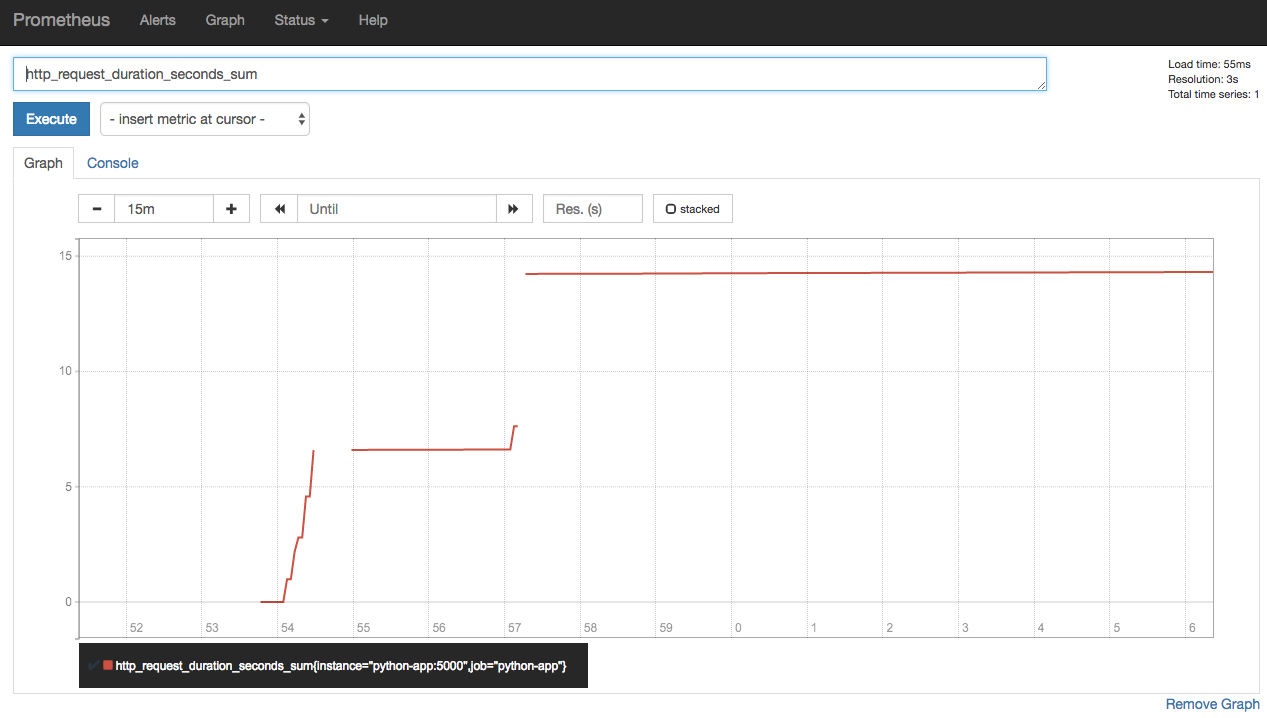 Prometheus Alerts Graph Status Help
http_request_duration_seconds_sum
Load time: 55ms
Resolution: 3s
Total time series: 1
Execute - insert metric at cursor -
Graph Console
− 15m + Until Res. (s) stacked
15
10
5
0
52 53 54 55 56 57 58 59 0 1 2 3 4 5 6
http_request_duration_seconds_sum{instance="python-app:5000",job="python-app"}
Remove Graph